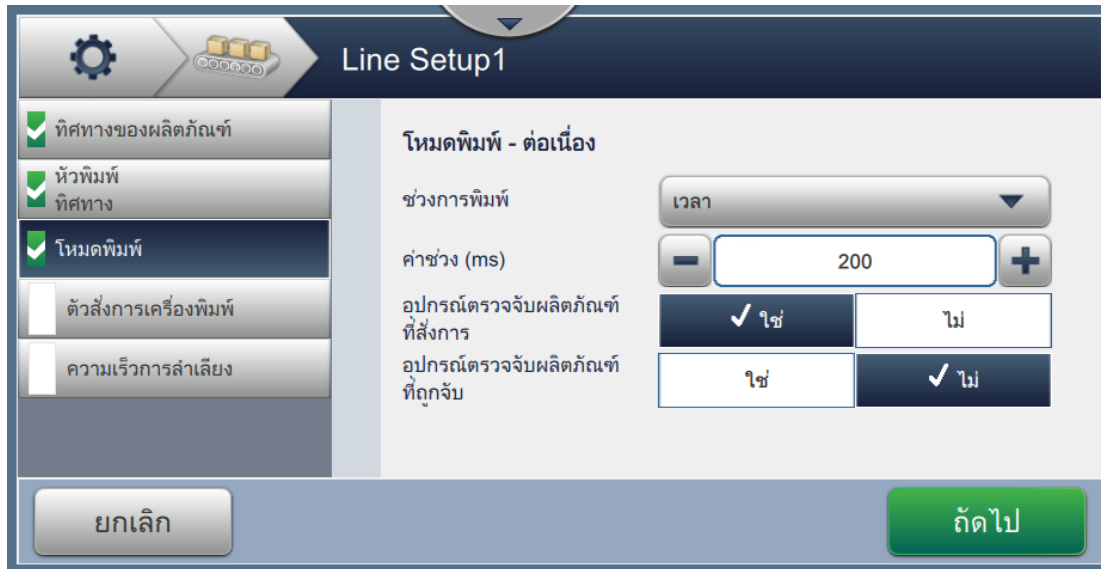 Line Setup1
ทิศทางของผลิตภัณฑ์
หัวพิมพ์
ทิศทาง
โหมดพิมพ์
ตัวสั่งการเครื่องพิมพ์
ความเร็วการลำเลียง
โหมดพิมพ์ - ต่อเนื่อง
ช่วงการพิมพ์
เวลา
ค่าช่วง (ms)
200
อุปกรณ์ตรวจจับผลิตภัณฑ์
ที่สั่งการ
ใช่
ไม่
อุปกรณ์ตรวจจับผลิตภัณฑ์
ที่ถูกจับ
ใช่
ไม่
ยกเลิก
ถัดไป